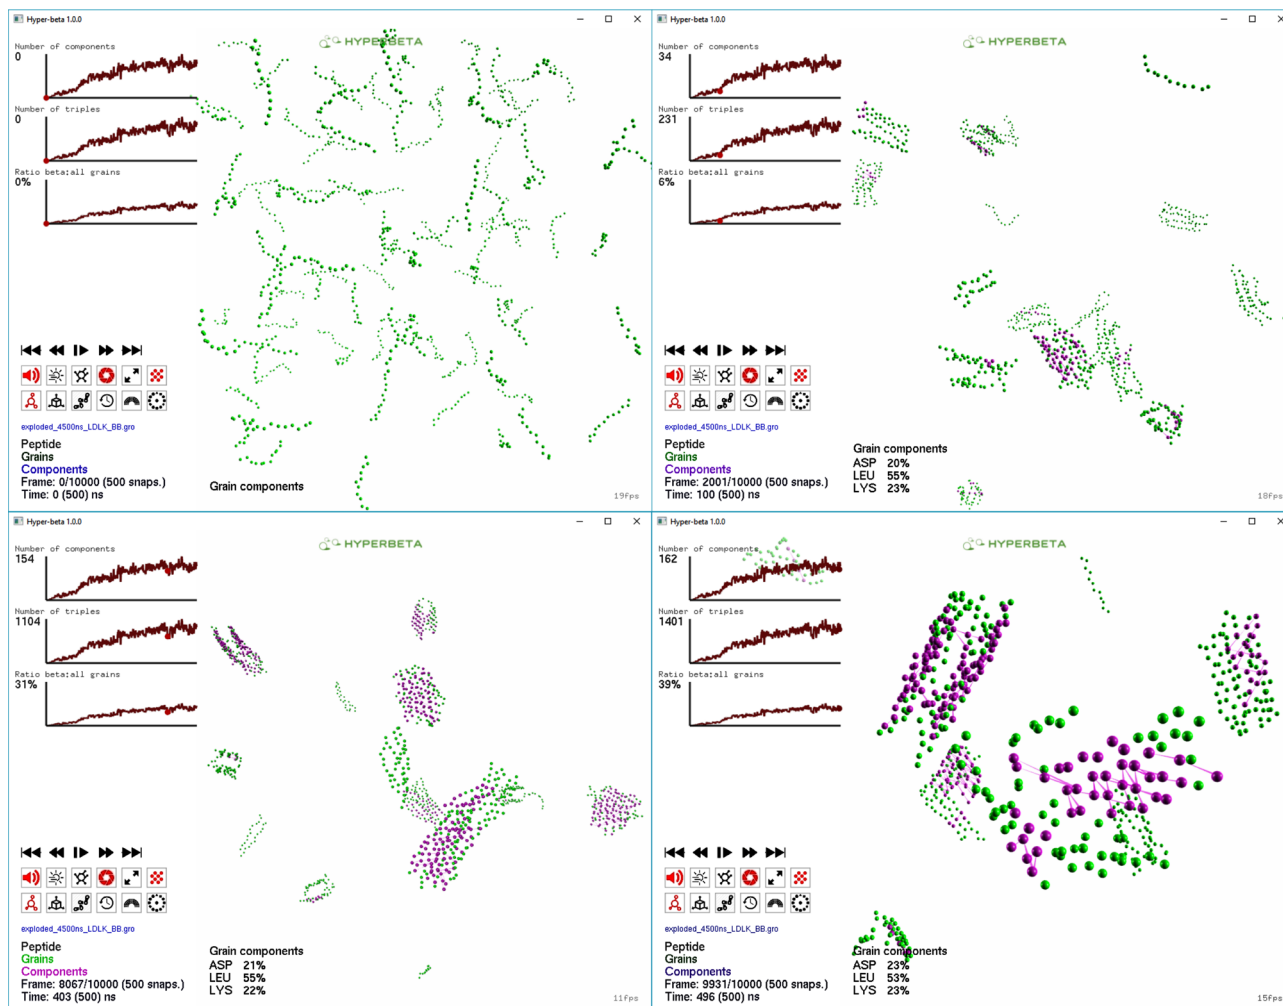 Hyper-beta 1.0.0
HYPERBETA
Number of components
0
Number of triples
0
Ratio beta:all grains
0%
exploded_4500ns_LDLK_BB.gro
Peptide
Grains
Components
Frame: 0/10000 (500 snaps.)
Time: 0 (500) ns
Grain components
19fps
Hyper-beta 1.0.0
HYPERBETA
Number of components
34
Number of triples
231
Ratio beta:all grains
6%
exploded_4500ns_LDLK_BB.gro
Peptide
Grains
Components
Frame: 2001/10000 (500 snaps.)
Time: 100 (500) ns
Grain components
ASP 20%
LEU 55%
LYS 23%
18fps
Hyper-beta 1.0.0
HYPERBETA
Number of components
154
Number of triples
1104
Ratio beta:all grains
31%
exploded_4500ns_LDLK_BB.gro
Peptide
Grains
Components
Frame: 8067/10000 (500 snaps.)
Time: 403 (500) ns
Grain components
ASP 21%
LEU 55%
LYS 22%
11fps
Hyper-beta 1.0.0
HYPERBETA
Number of components
162
Number of triples
1401
Ratio beta:all grains
39%
exploded_4500ns_LDLK_BB.gro
Peptide
Grains
Components
Frame: 9931/10000 (500 snaps.)
Time: 496 (500) ns
Grain components
ASP 23%
LEU 53%
LYS 23%
15fps